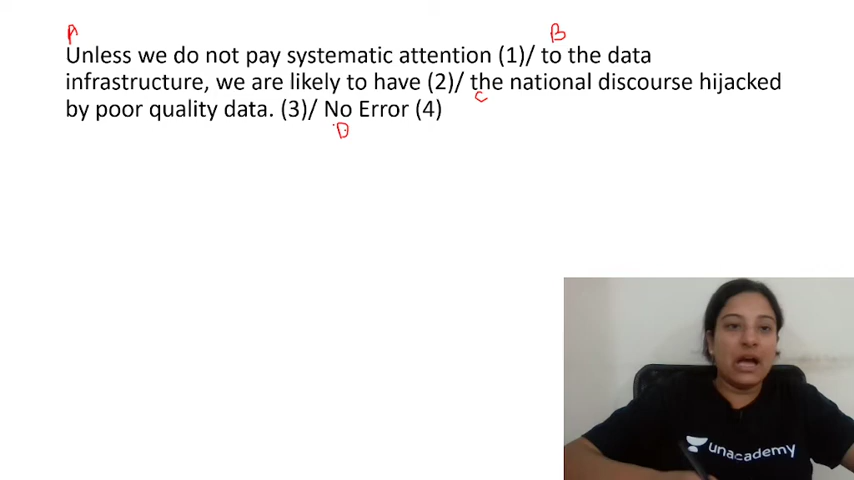 A B
Unless we do not pay systematic attention (1)/ to the data
infrastructure, we are likely to have (2)/ the national discourse hijacked
C
by poor quality data. (3)/ No Error (4)
D
unacademy